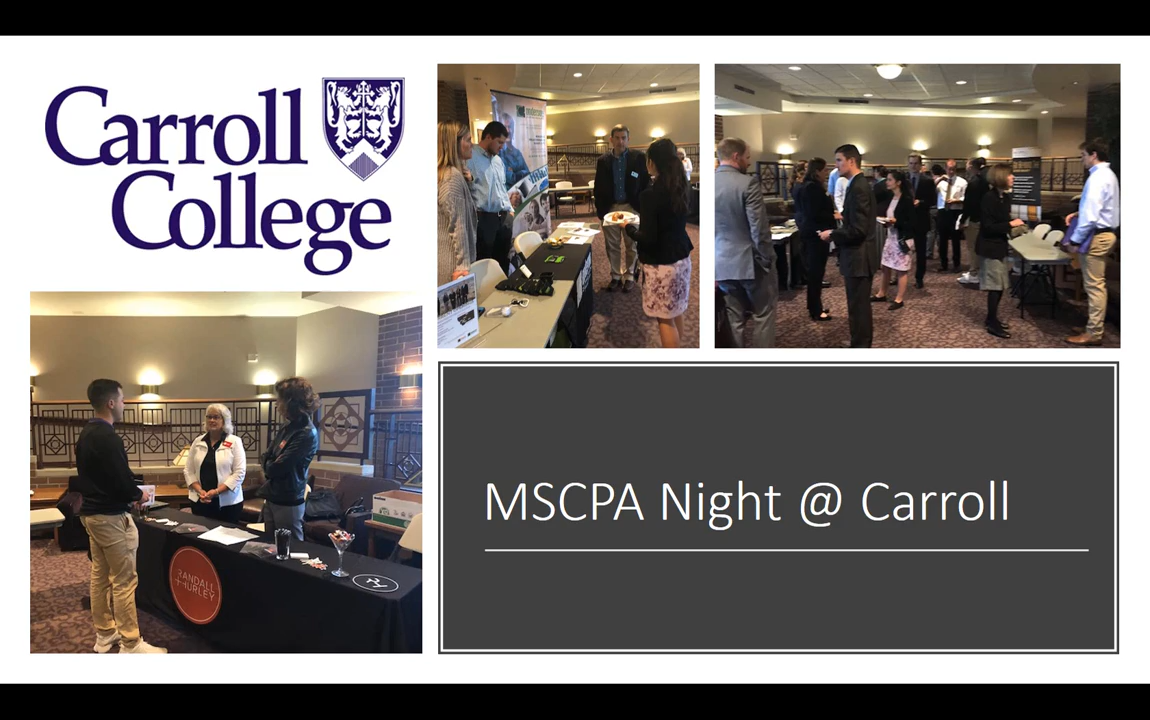 Carroll
College
MSCPA Night @ Carroll
RANDALL
+HURLEY